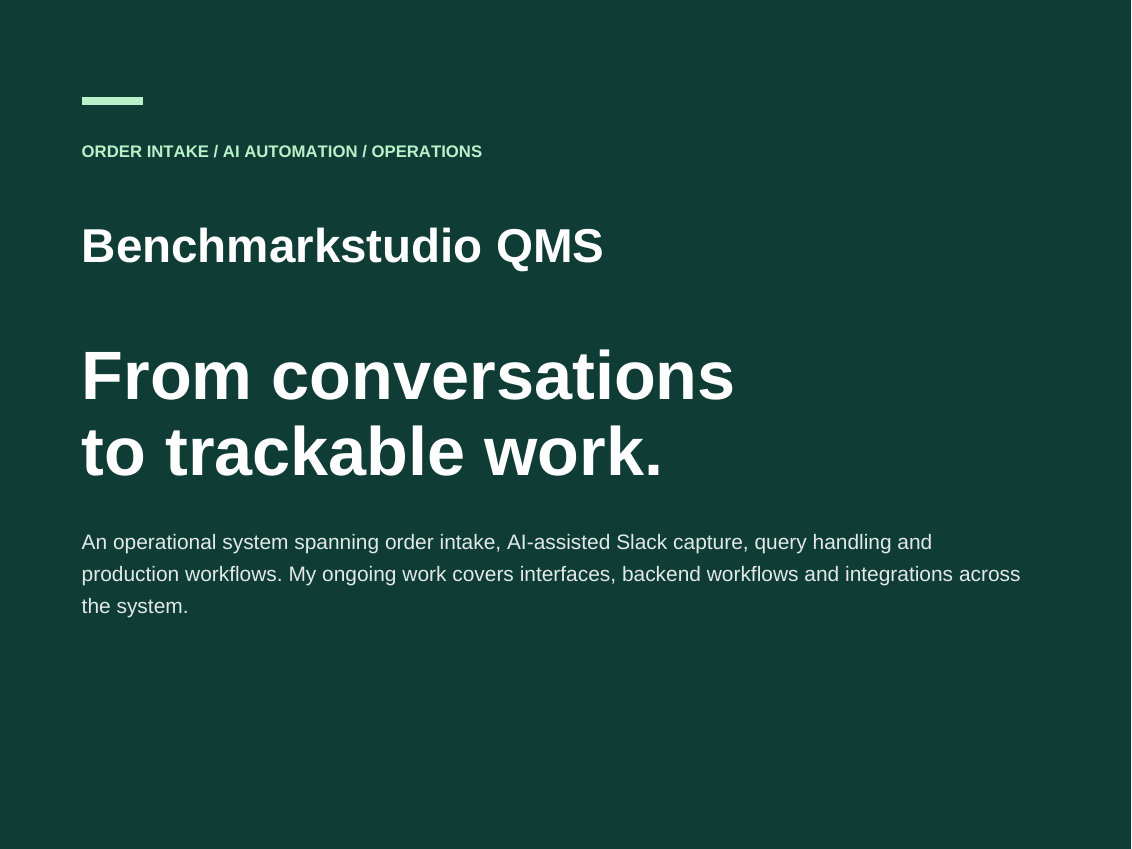 ORDER INTAKE / AI AUTOMATION / OPERATIONS
Benchmarkstudio QMS
From conversations
to trackable work.
An operational system spanning order intake, AI-assisted Slack capture, query handling and
production workflows. My ongoing work covers interfaces, backend workflows and integrations across
the system.